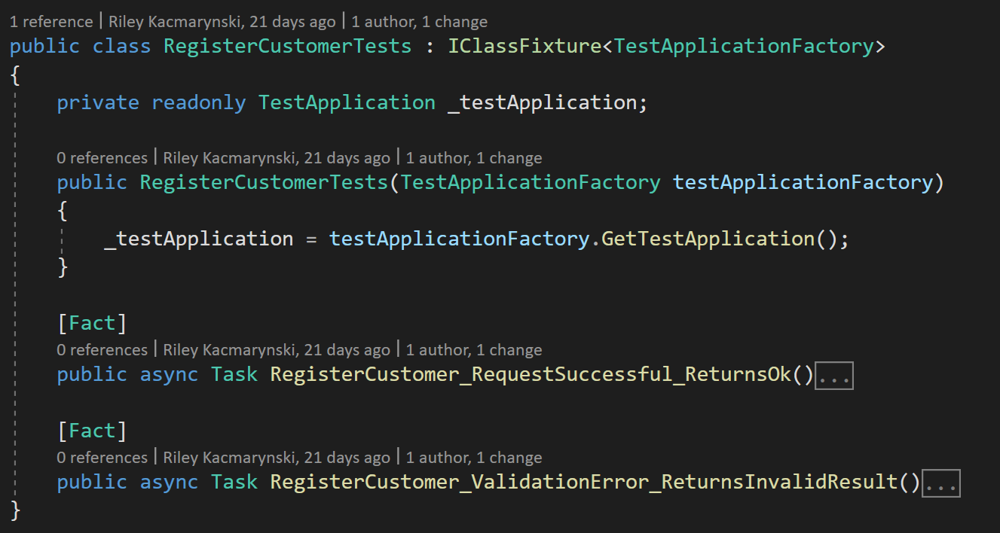 1 reference | Riley Kacmarynski, 21 days ago | 1 author, 1 change
public class RegisterCustomerTests : IClassFixture<TestApplicationFactory>
{
    private readonly TestApplication _testApplication;
    0 references | Riley Kacmarynski, 21 days ago | 1 author, 1 change
    public RegisterCustomerTests(TestApplicationFactory testApplicationFactory)
    {
        _testApplication = testApplicationFactory.GetTestApplication();
    }
    [Fact]
    0 references | Riley Kacmarynski, 21 days ago | 1 author, 1 change
    public async Task RegisterCustomer_RequestSuccessful_ReturnsOk()...
    [Fact]
    0 references | Riley Kacmarynski, 21 days ago | 1 author, 1 change
    public async Task RegisterCustomer_ValidationError_ReturnsInvalidResult()...
}